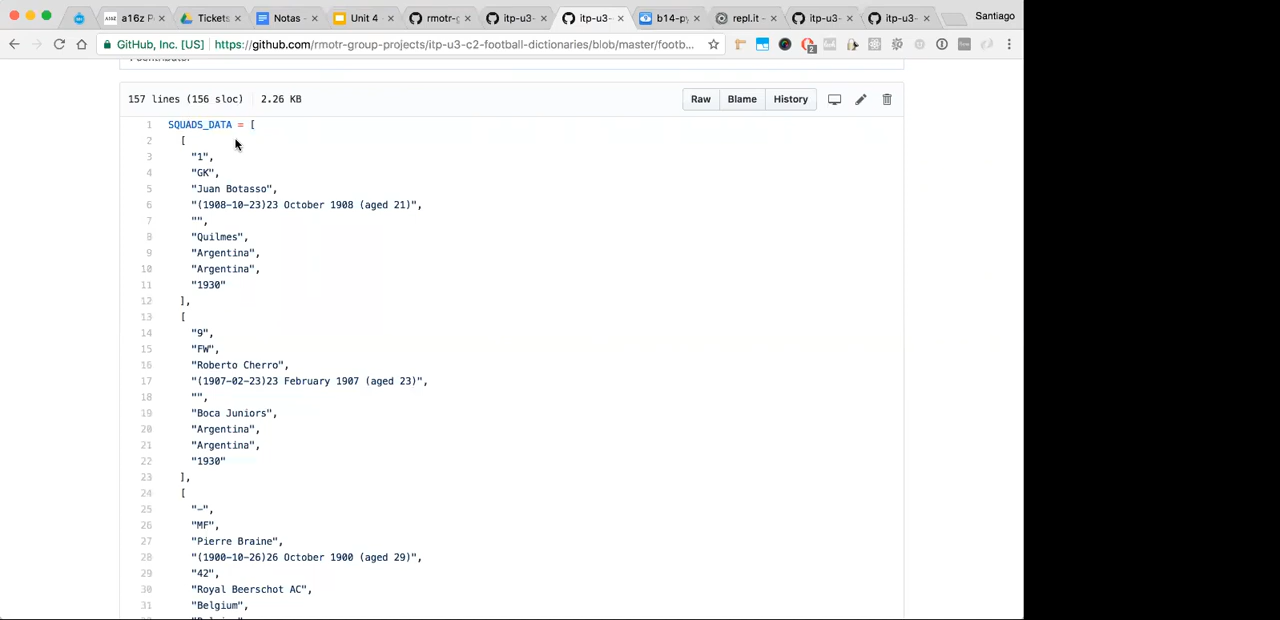 a16z P
Tickets
Notas -
Unit 4 -
rmotr-g
itp-u3-
itp-u3-
b14-py
repl.it -
itp-u3-
itp-u3-
Santiago
GitHub, Inc. [US] https://github.com/rmotr-group-projects/itp-u3-c2-football-dictionaries/blob/master/footb...
157 lines (156 sloc) 2.26 KB
Raw Blame History
1 SQUADS_DATA = [
2 [
3 "1",
4 "GK",
5 "Juan Botasso",
6 "(1908-10-23)23 October 1908 (aged 21)",
7 "",
8 "Quilmes",
9 "Argentina",
10 "Argentina",
11 "1930"
12 ],
13 [
14 "9",
15 "FW",
16 "Roberto Cherro",
17 "(1907-02-23)23 February 1907 (aged 23)",
18 "",
19 "Boca Juniors",
20 "Argentina",
21 "Argentina",
22 "1930"
23 ],
24 [
25 "-",
26 "MF",
27 "Pierre Braine",
28 "(1900-10-26)26 October 1900 (aged 29)",
29 "42",
30 "Royal Beerschot AC",
31 "Belgium",